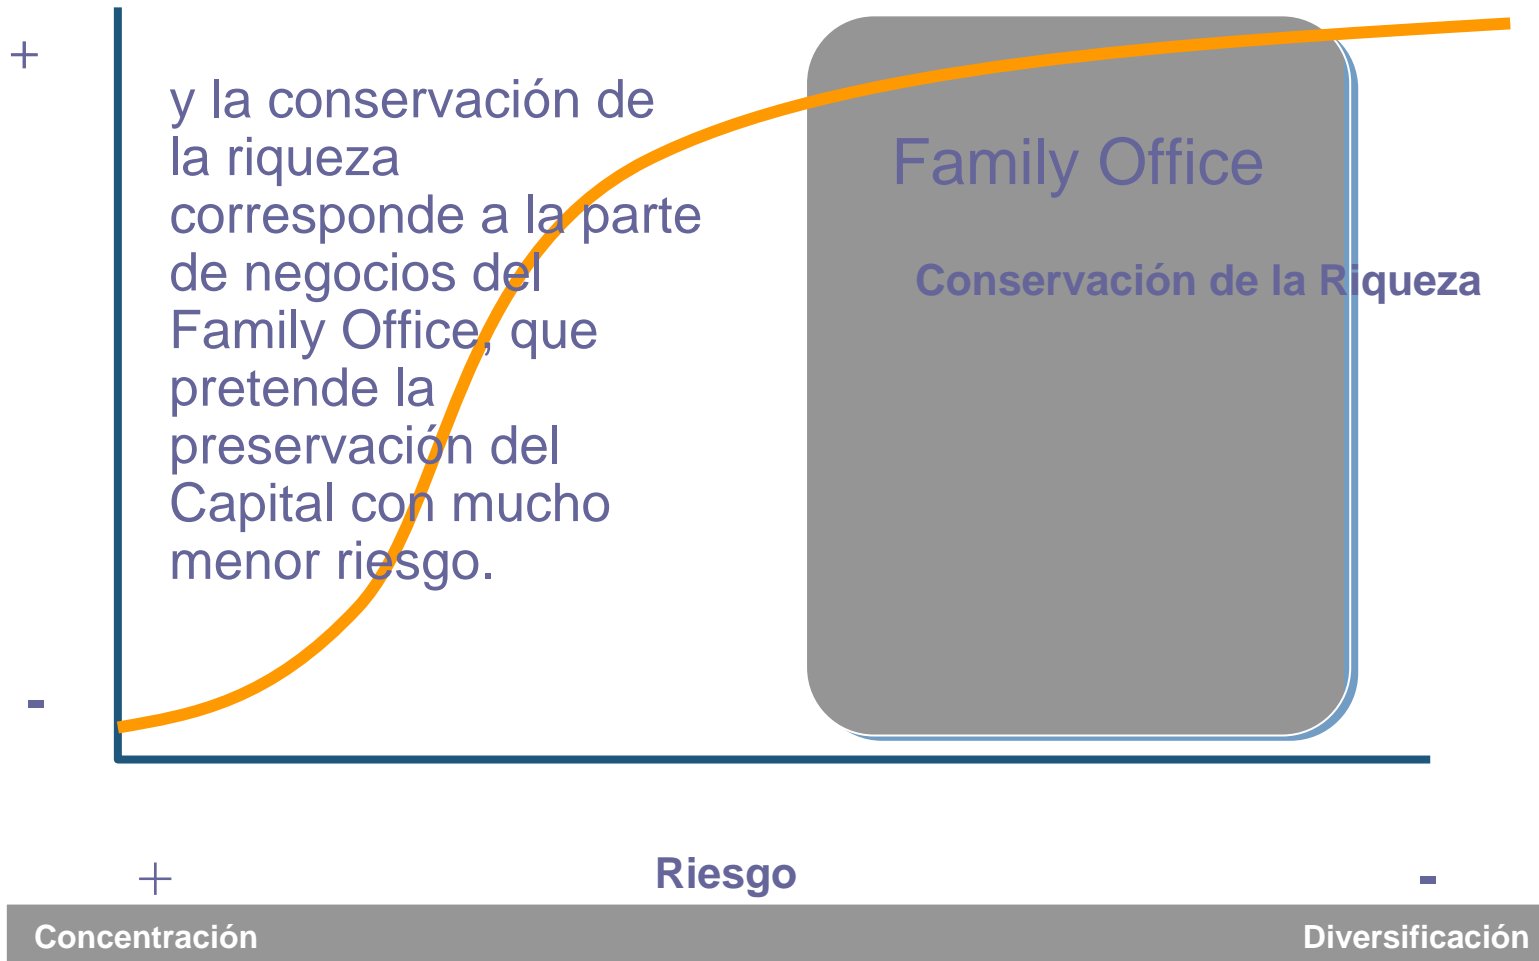 +
y la conservación de
la riqueza
corresponde a la parte
de negocios del
Family Office, que
pretende la
preservación del
Capital con mucho
menor riesgo.
Family Office
Conservación de la Riqueza
-
+ Riesgo -
Concentración Diversificación